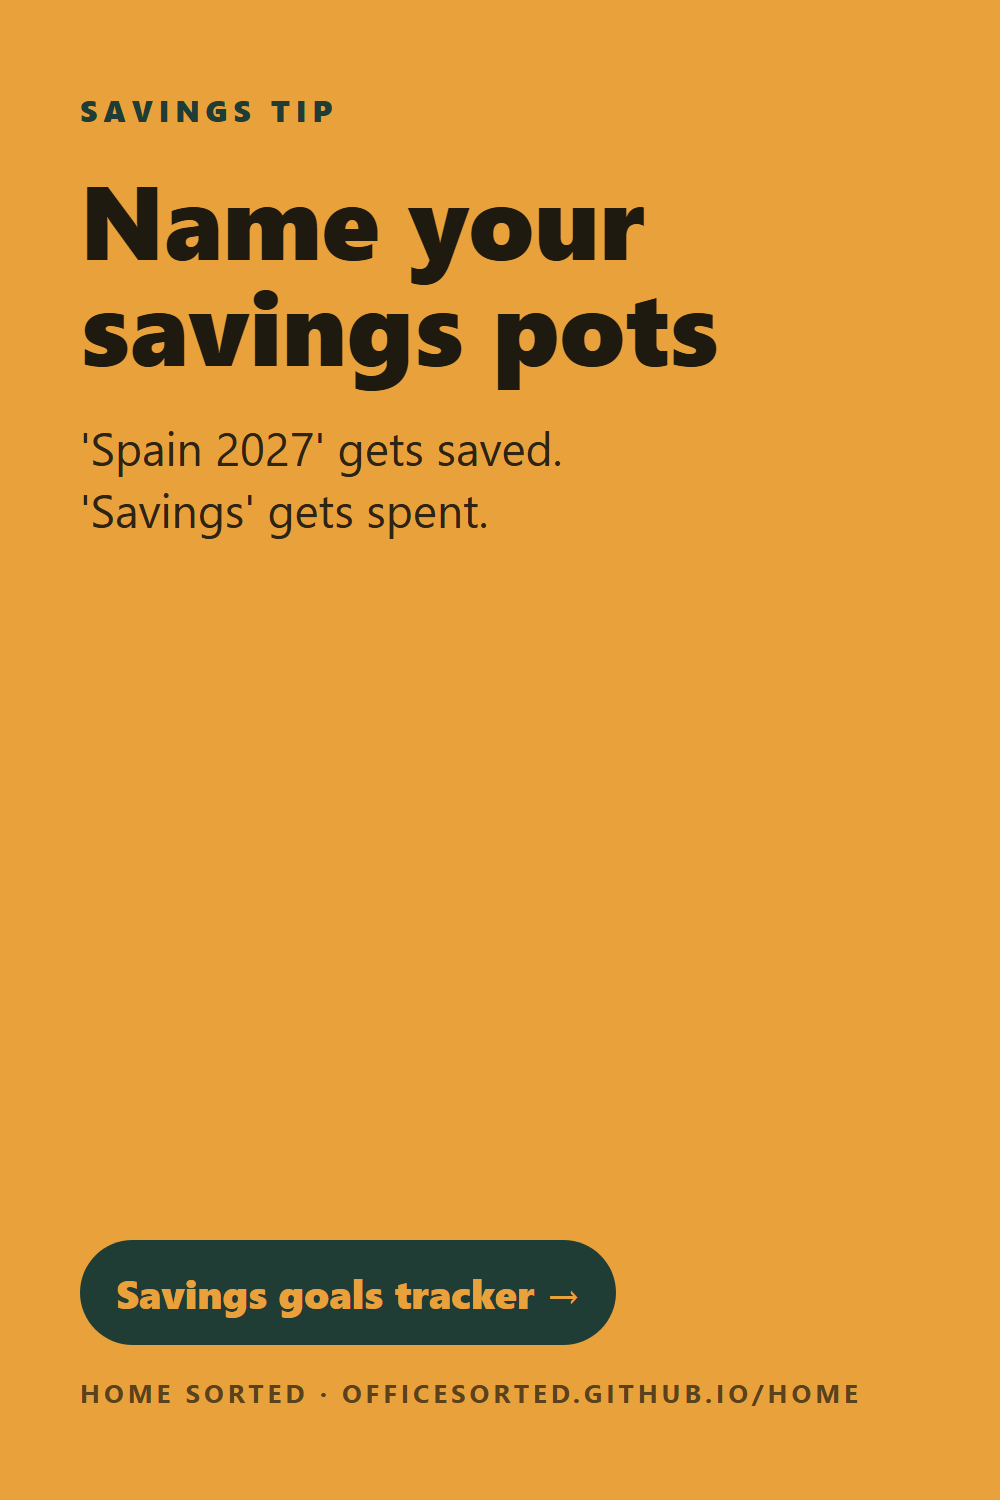 SAVINGS TIP
Name your
savings pots
'Spain 2027' gets saved.
'Savings' gets spent.
Savings goals tracker →
HOME SORTED · OFFICESORTED.GITHUB.IO/HOME